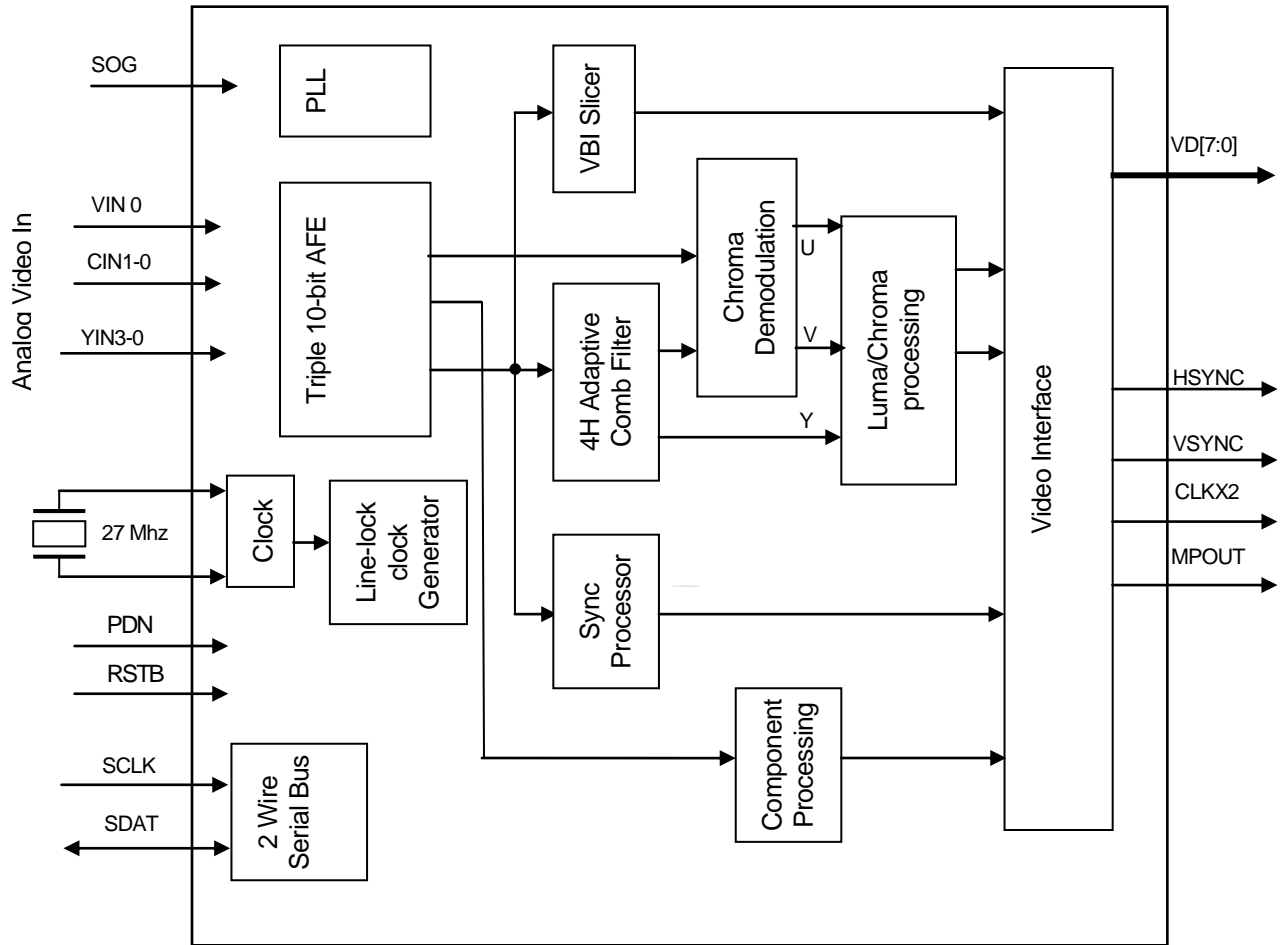 SOG
PLL
VBI Slicer
VD[7:0]
Analog Video In
VIN 0
CIN1-0
YIN3-0
Triple 10-bit AFE
Chroma
Demodulation
U
V
Y
4H Adaptive
Comb Filter
Luma/Chroma
processing
Video Interface
HSYNC
VSYNC
CLKX2
MPOUT
27 Mhz
Clock
Line-lock
clock
Generator
Sync
Processor
PDN
RSTB
Component
Processing
SCLK
SDAT
2 Wire
Serial Bus